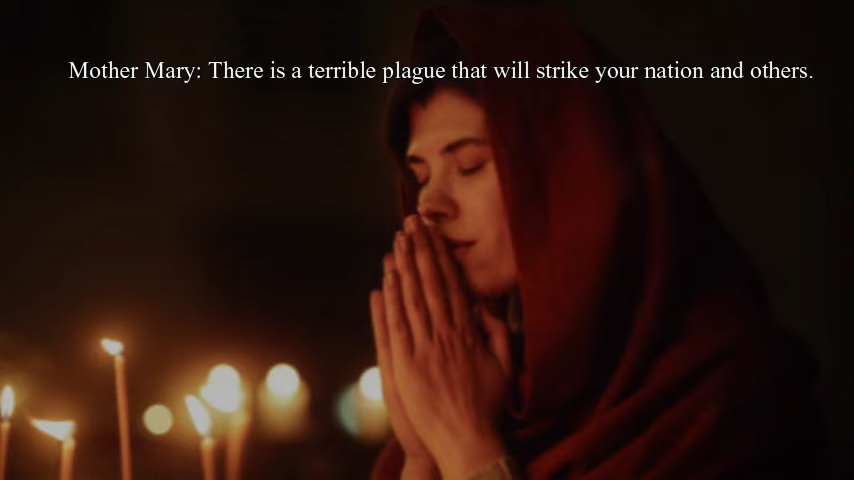 Mother Mary: There is a terrible plague that will strike your nation and others.